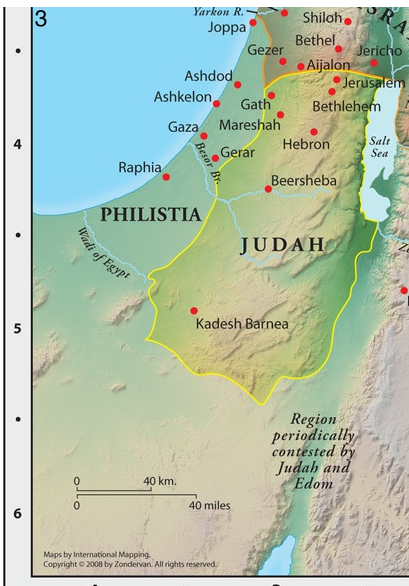 3
Yarkon R.
Joppa
Shiloh
ISRA
Bethel
Gezer
Jericho
Aijalon
Ashdod
Jerusalem
Ashkelon
Gath
Bethlehem
Gaza
Mareshah
4
Hebron
Salt
Sea
Gerar
Besor Br.
Raphia
Beersheba
PHILISTIA
JUDAH
Wadi of Egypt
Kadesh Barnea
5
Region
periodically
contested by
Judah and
Edom
0 40 km.
0 40 miles
6
Maps by International Mapping.
Copyright © 2008 by Zondervan. All rights reserved.